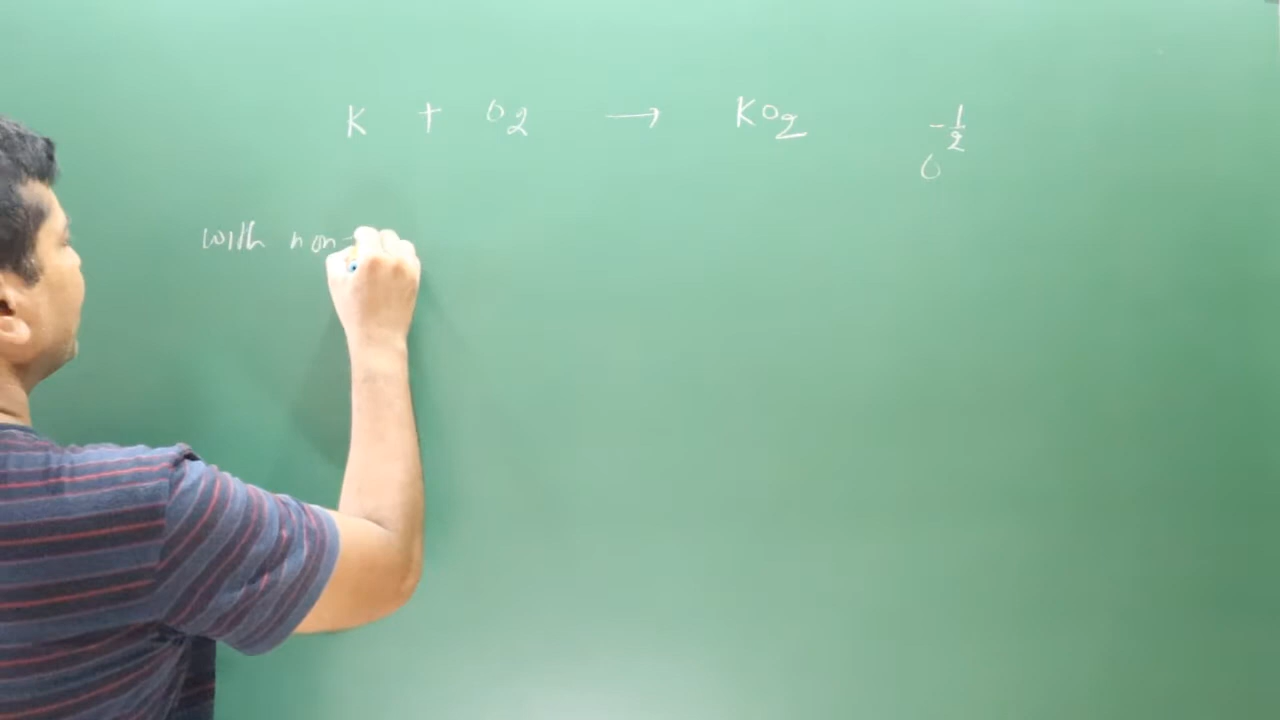 K + O2 → KO2 O-1/2
with non-